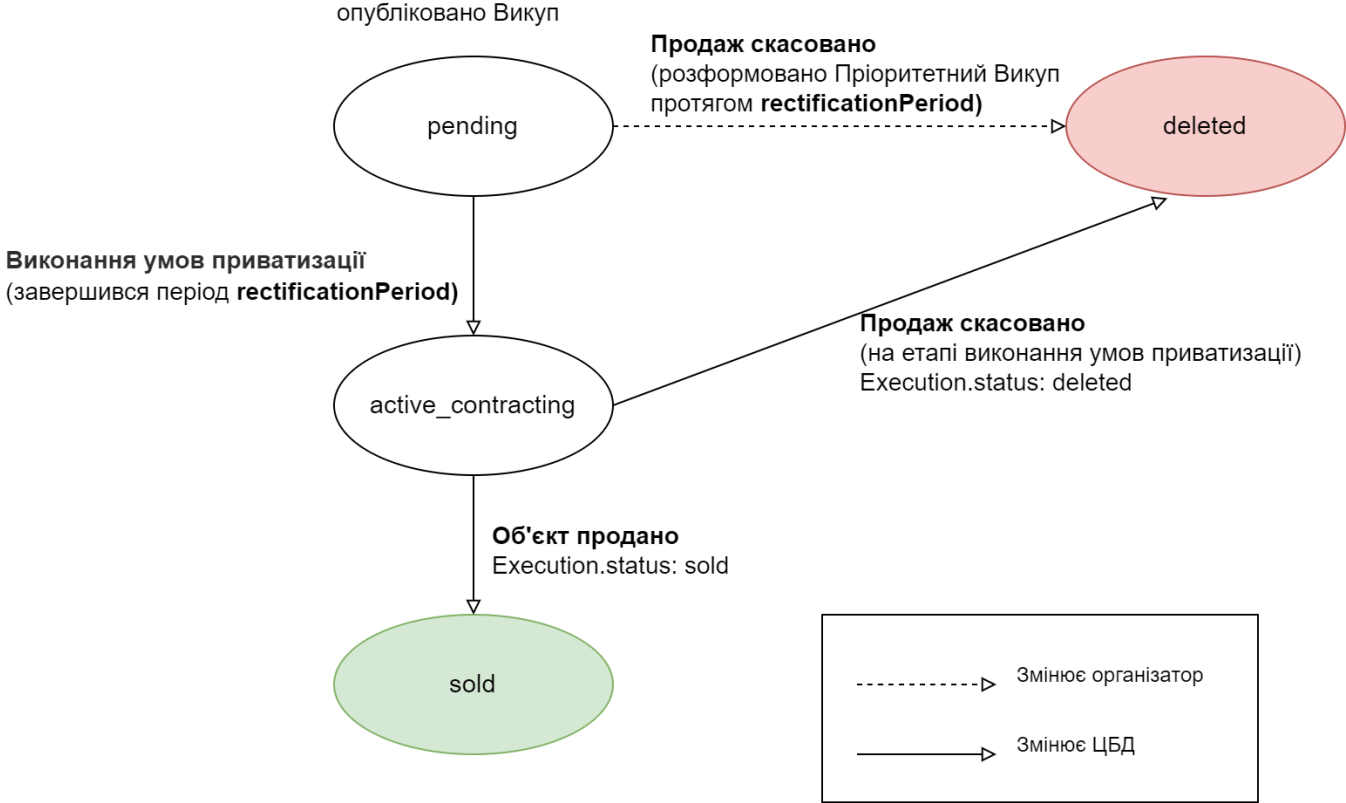 опубліковано Викуп
Продаж скасовано
(розформовано Пріоритетний Викуп
протягом rectificationPeriod)
pending
deleted
Виконання умов приватизації
(завершився період rectificationPeriod)
Продаж скасовано
(на етапі виконання умов приватизації)
Execution.status: deleted
active_contracting
Об'єкт продано
Execution.status: sold
sold
Змінює організатор
Змінює ЦБД